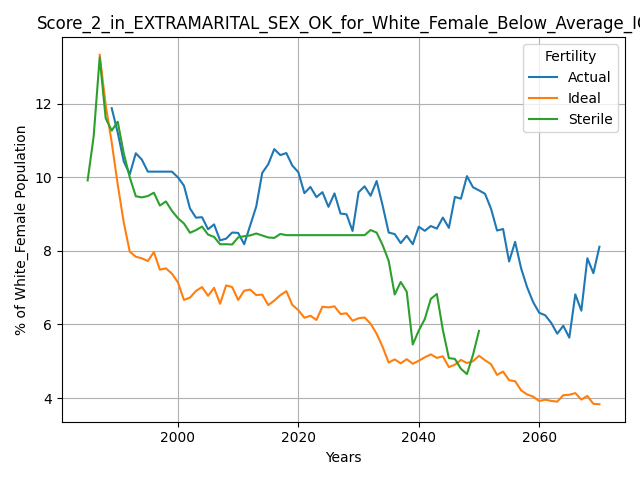 Score_2_in_EXTRAMARITAL_SEX_OK_for_White_Female_Below_Average_IQ
Fertility
Actual
Ideal
Sterile
% of White_Female Population
12
10
8
6
4
2000
2020
2040
2060
Years